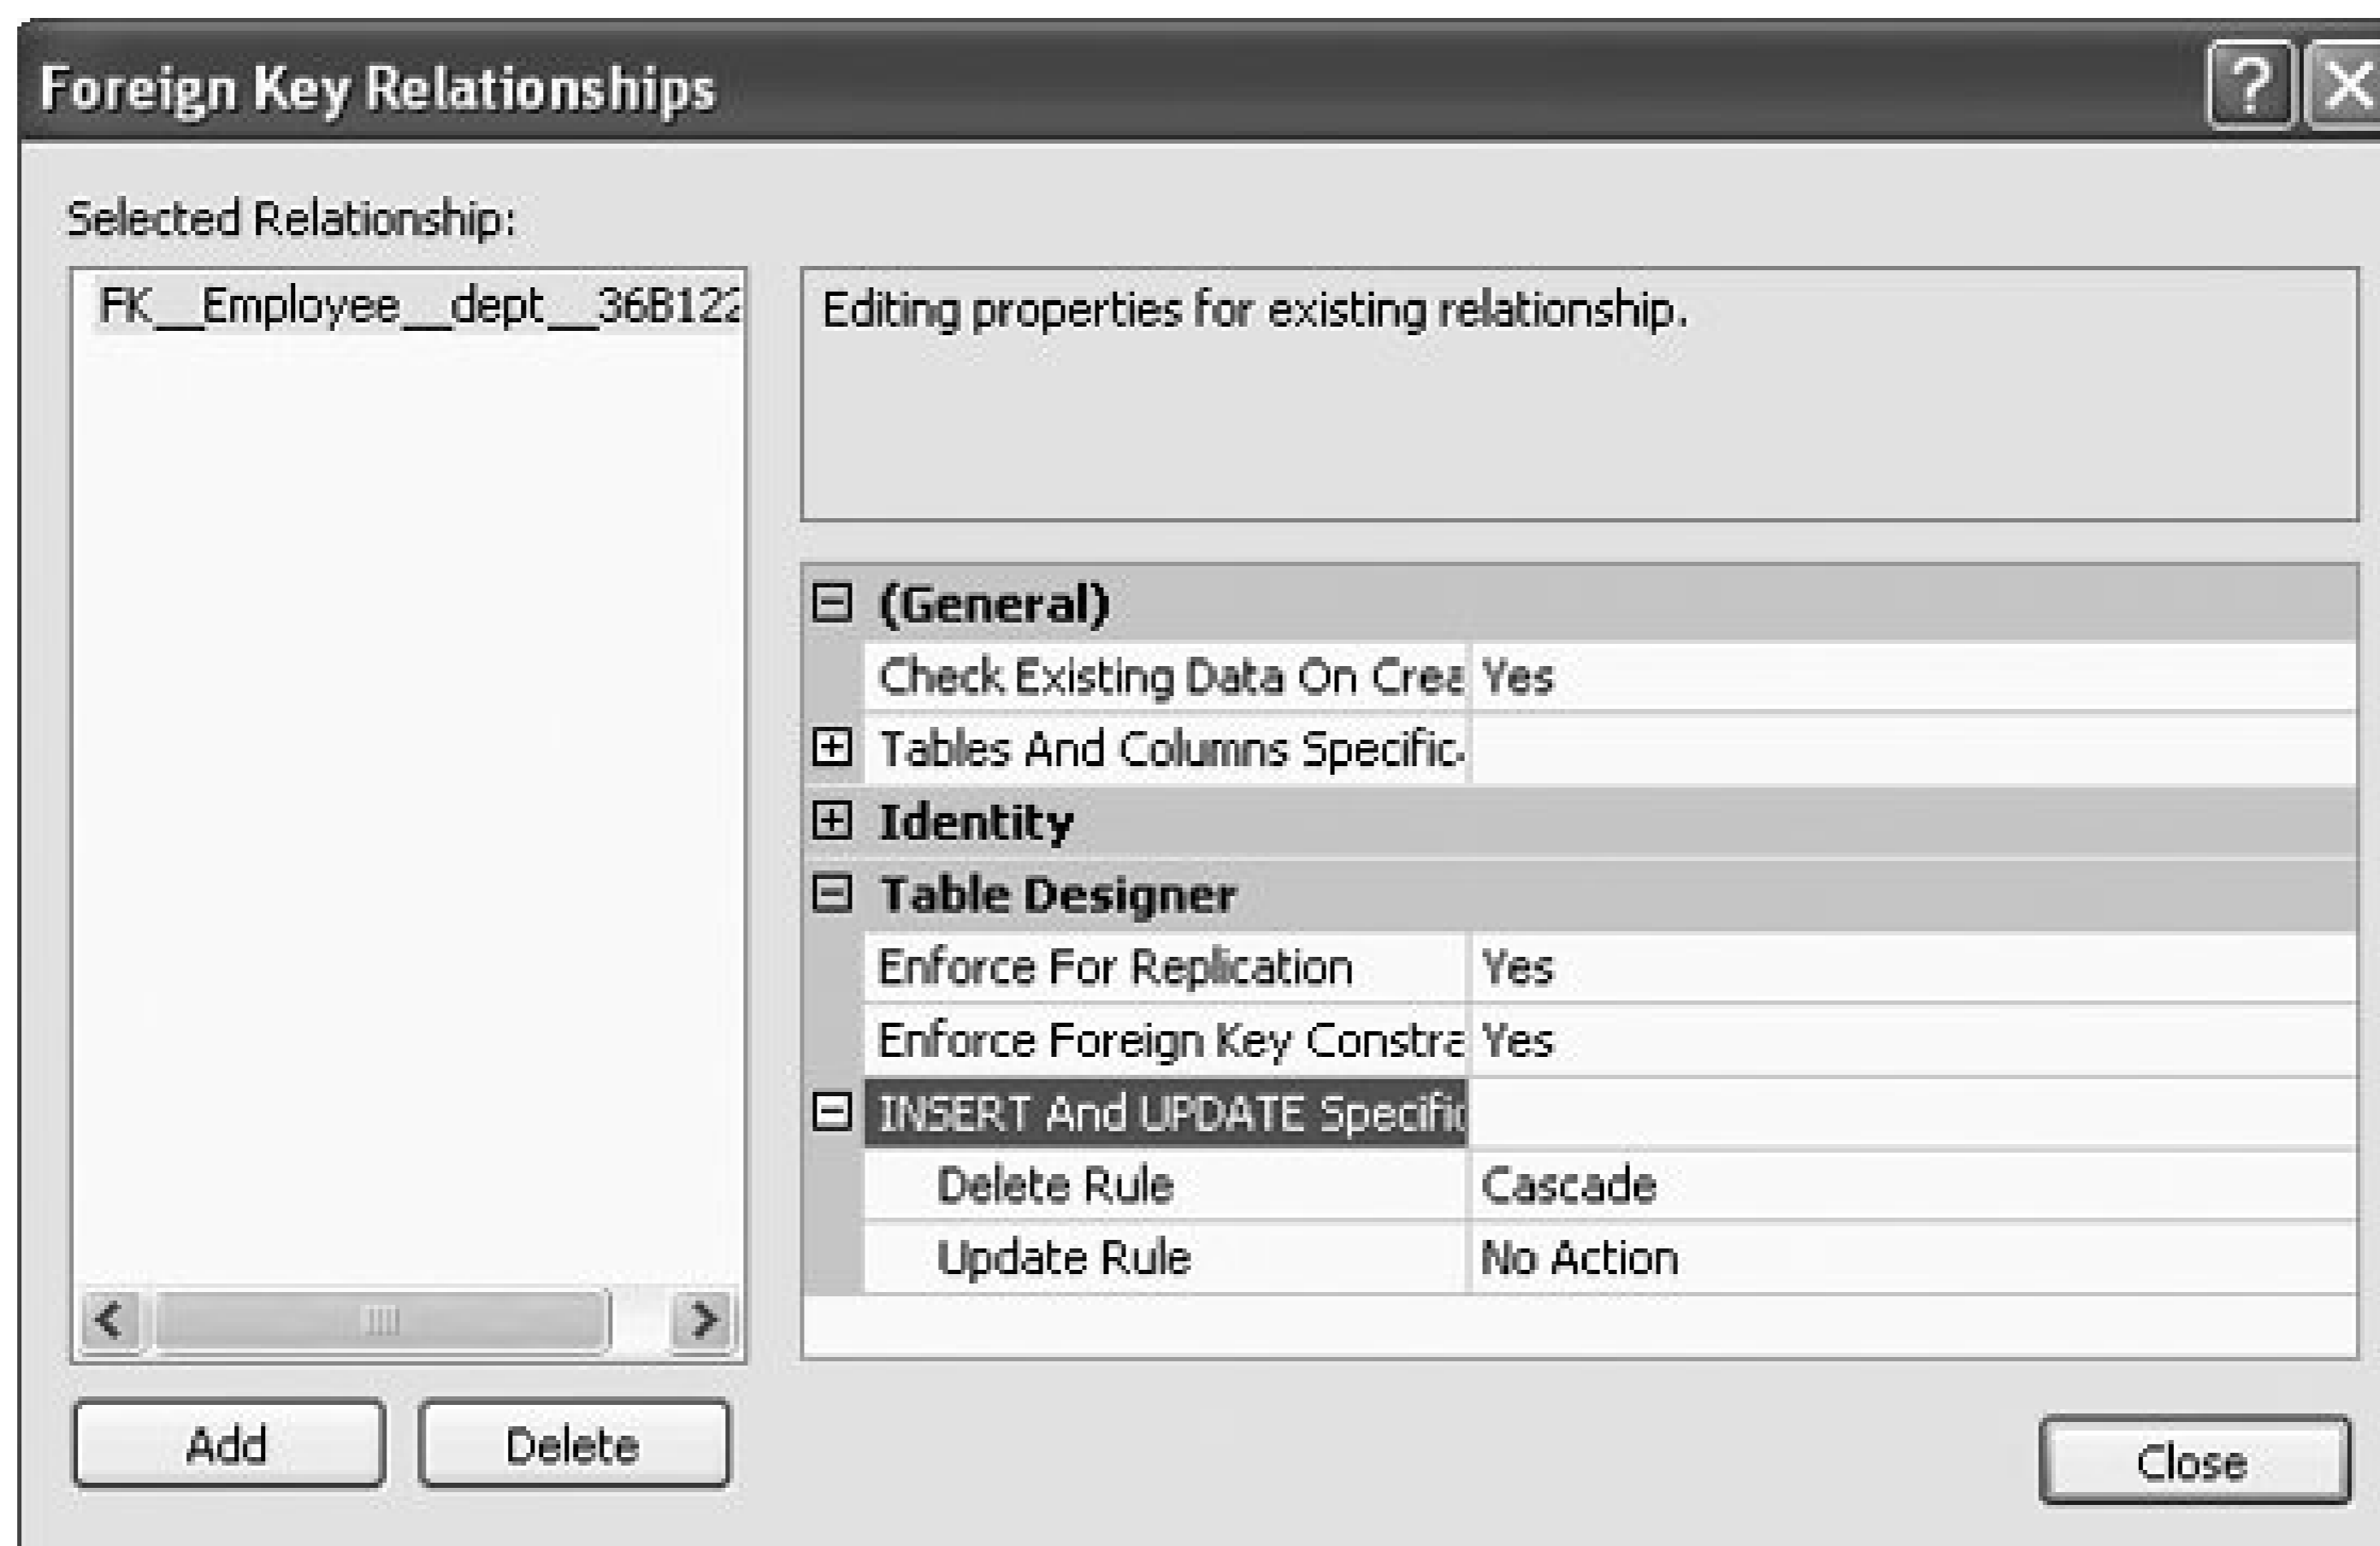 Foreign Key Relationships
Selected Relationship:
FK__Employee__dept__36B122
Editing properties for existing relationship.
(General)
Check Existing Data On Crea Yes
Tables And Columns Specific
Identity
Table Designer
Enforce For Replication Yes
Enforce Foreign Key Constra Yes
INSERT And UPDATE Specific
Delete Rule Cascade
Update Rule No Action
Add Delete
Close